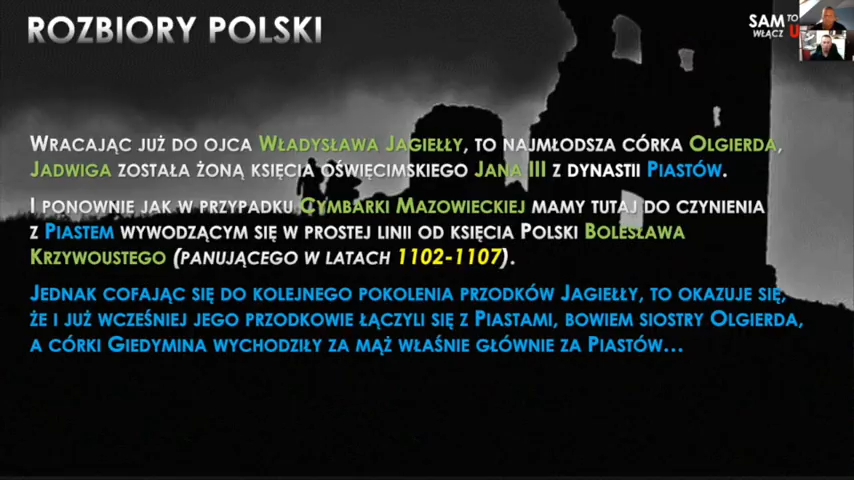 ROZBIORY POLSKI
SAM TO
WŁĄCZ U
WRACAJĄC JUŻ DO OJCA WŁADYSŁAWA JAGIEŁŁY, TO NAJMŁODSZA CÓRKA OLGIERDA,
JADWIGA ZOSTAŁA ŻONĄ KSIĘCIA OŚWIĘCIMSKIEGO JANA III Z DYNASTII PIASTÓW.
I PONOWNIE JAK W PRZYPADKU CYMBARKI MAZOWIECKIEJ MAMY TUTAJ DO CZYNIENIA
Z PIASTEM WYWODZĄCYM SIĘ W PROSTEJ LINII OD KSIĘCIA POLSKI BOLESŁAWA
KRZYWOUSTEGO (PANUJĄCEGO W LATACH 1102-1107).
JEDNAK COFAJĄC SIĘ DO KOLEJNEGO POKOLENIA PRZODKÓW JAGIEŁŁY, TO OKAZUJE SIĘ,
ŻE I JUŻ WCZEŚNIEJ JEGO PRZODKOWIE ŁĄCZYLI SIĘ Z PIASTAMI, BOWIEM SIOSTRY OLGIERDA,
A CÓRKI GIEDYMINA WYCHODZIŁY ZA MĄŻ WŁAŚNIE GŁÓWNIE ZA PIASTÓW...